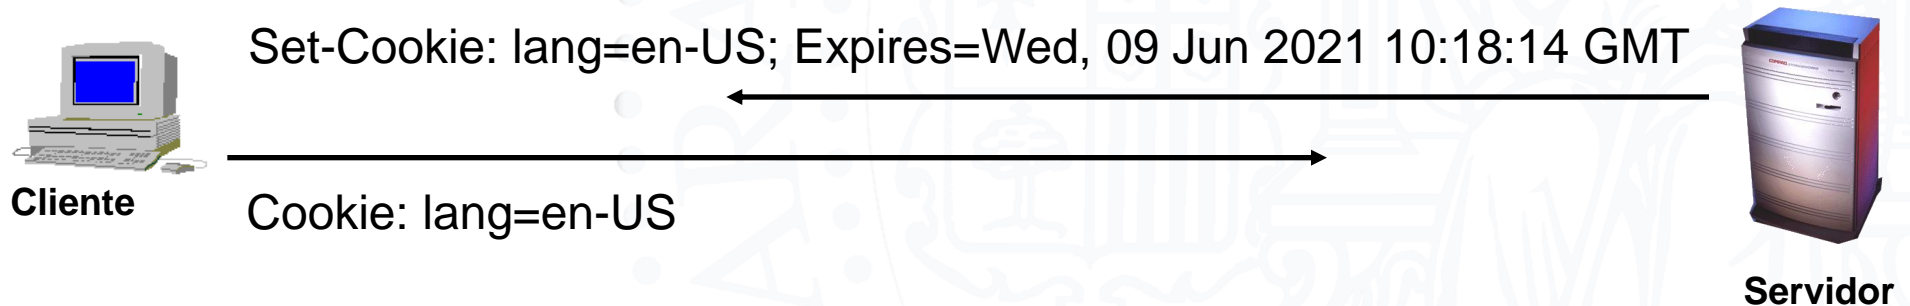 Set-Cookie: lang=en-US; Expires=Wed, 09 Jun 2021 10:18:14 GMT
Cliente
Cookie: lang=en-US
Servidor